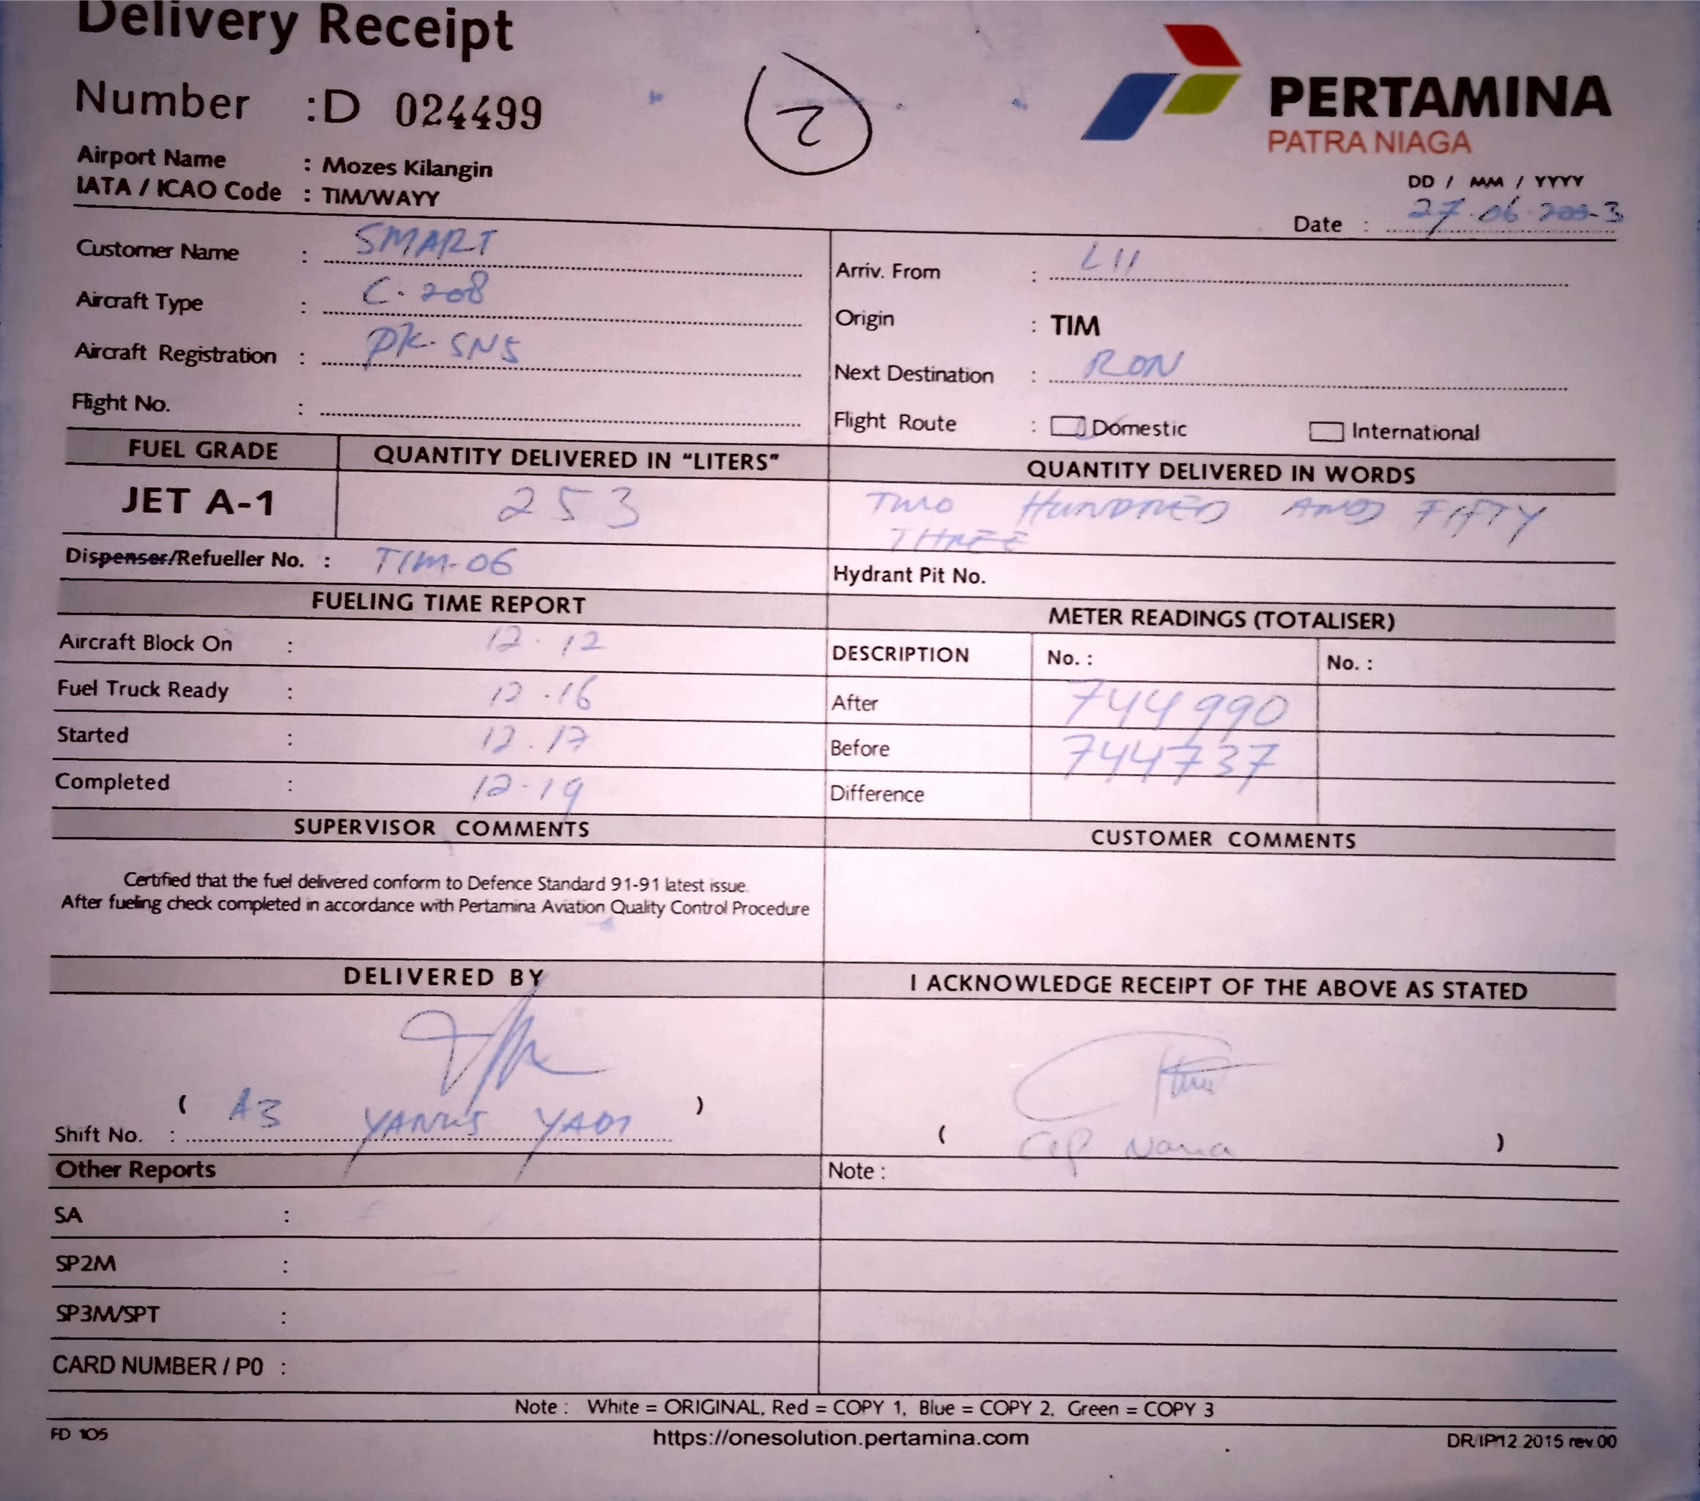 Delivery Receipt
Number :D 024499
2
PERTAMINA
PATRA NIAGA
Airport Name : Mozes Kilangin
IATA / ICAO Code : TIM/WAYY
DD / MM / YYYY
Date : 27.06.2023
Customer Name : SMART
Arriv. From : LII
Aircraft Type : C.208
Origin : TIM
Aircraft Registration : PK-SNS
Next Destination : RON
Flight No. :
Flight Route : Domestic International
FUEL GRADE QUANTITY DELIVERED IN “LITERS” QUANTITY DELIVERED IN WORDS
JET A-1 253 TWO HUNDRED AND FIFTY
THREE
Dispenser/Refueller No. : TIM-06
Hydrant Pit No.
FUELING TIME REPORT METER READINGS (TOTALISER)
Aircraft Block On : 12.12
DESCRIPTION No. : No. :
Fuel Truck Ready : 12.16
After 744990
Started : 12.17
Before 744737
Completed : 12.19
Difference
SUPERVISOR COMMENTS CUSTOMER COMMENTS
Certified that the fuel delivered conform to Defence Standard 91-91 latest issue.
After fueling check completed in accordance with Pertamina Aviation Quality Control Procedure
DELIVERED BY I ACKNOWLEDGE RECEIPT OF THE ABOVE AS STATED
( A3 YANUS YADI )
Shift No. :
( )
Other Reports Note :
SA :
SP2M :
SP3M/SPT :
CARD NUMBER / PO :
Note : White = ORIGINAL, Red = COPY 1, Blue = COPY 2, Green = COPY 3
FD 105 https://onesolution.pertamina.com DR/IP12.2015 rev.00